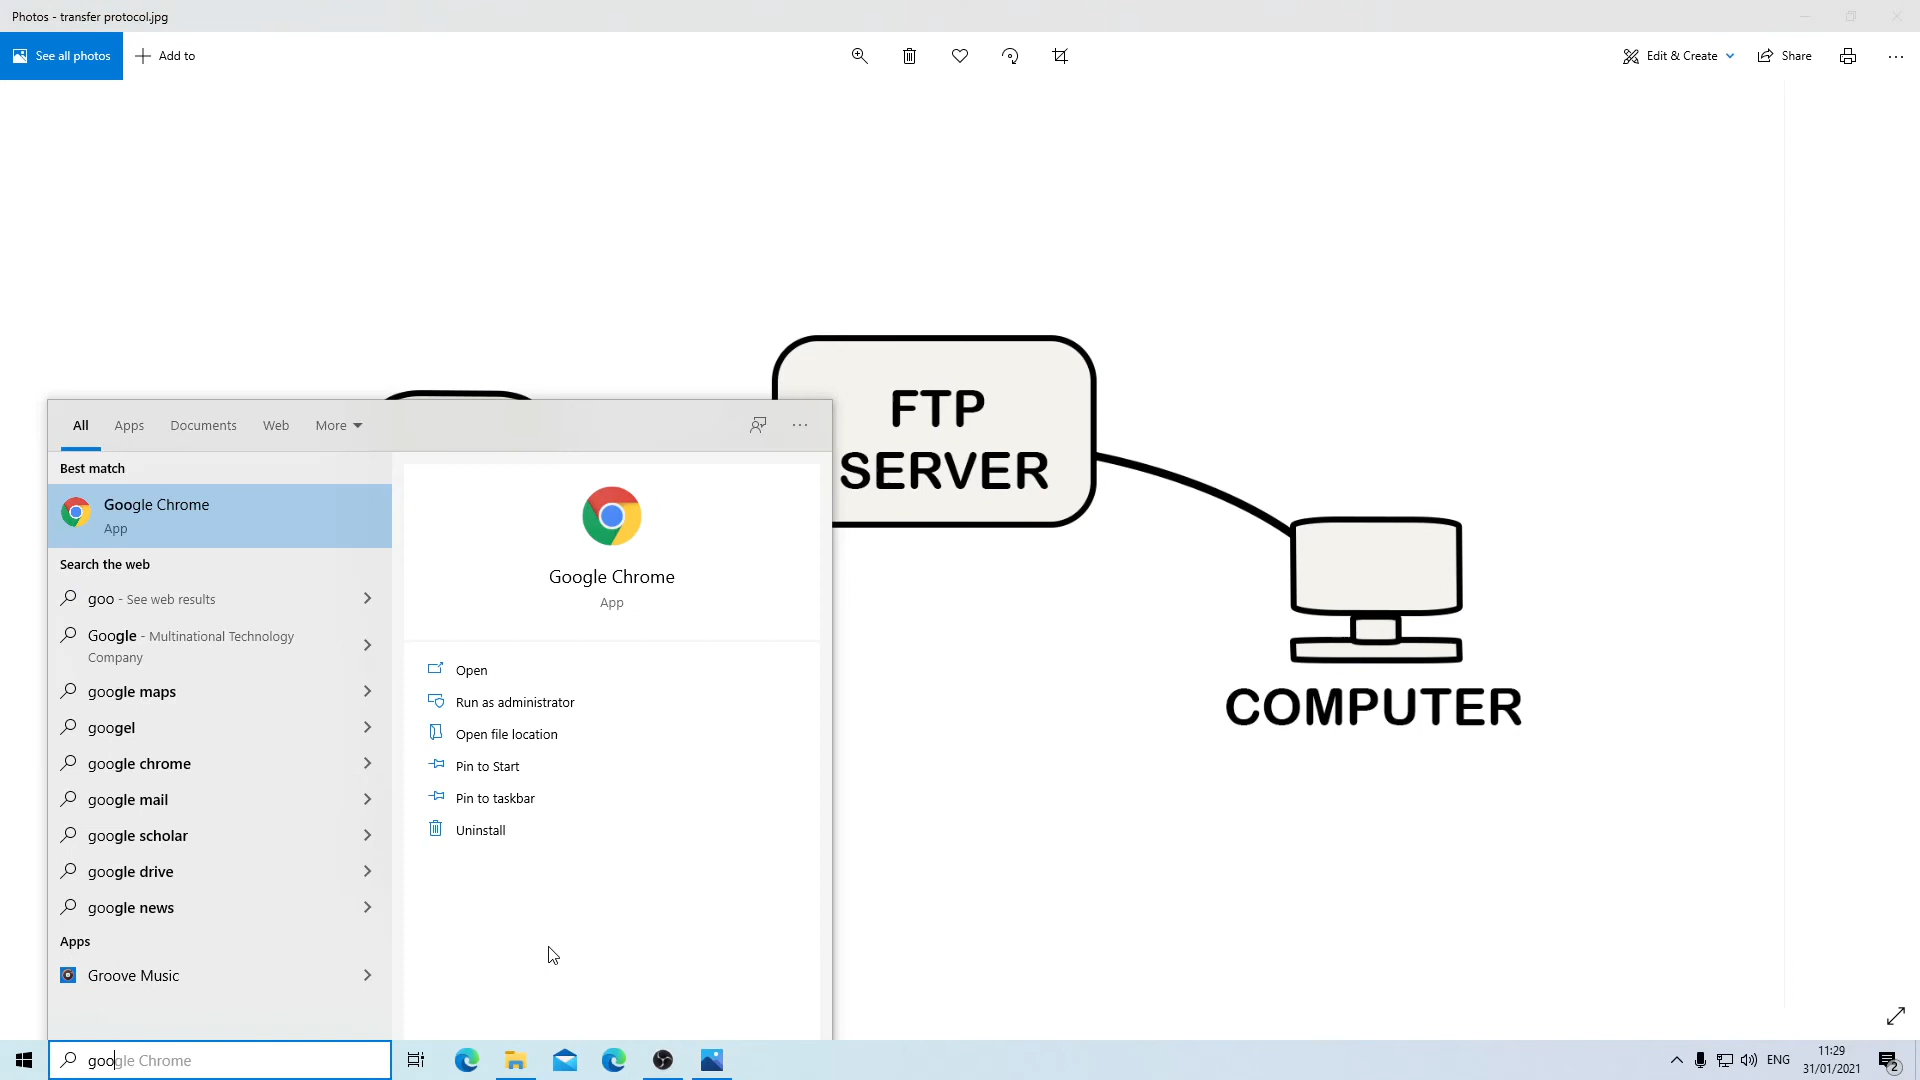 Photos - transfer protocol.jpg
See all photos
Add to
Edit & Create
Share
FTP
SERVER
COMPUTER
All
Apps
Documents
Web
More
Best match
Google Chrome
App
Search the web
goo - See web results
Google - Multinational Technology
Company
google maps
googel
google chrome
google mail
google scholar
google drive
google news
Apps
Groove Music
Google Chrome
App
Open
Run as administrator
Open file location
Pin to Start
Pin to taskbar
Uninstall
google Chrome
ENG
11:29
31/01/2021
2